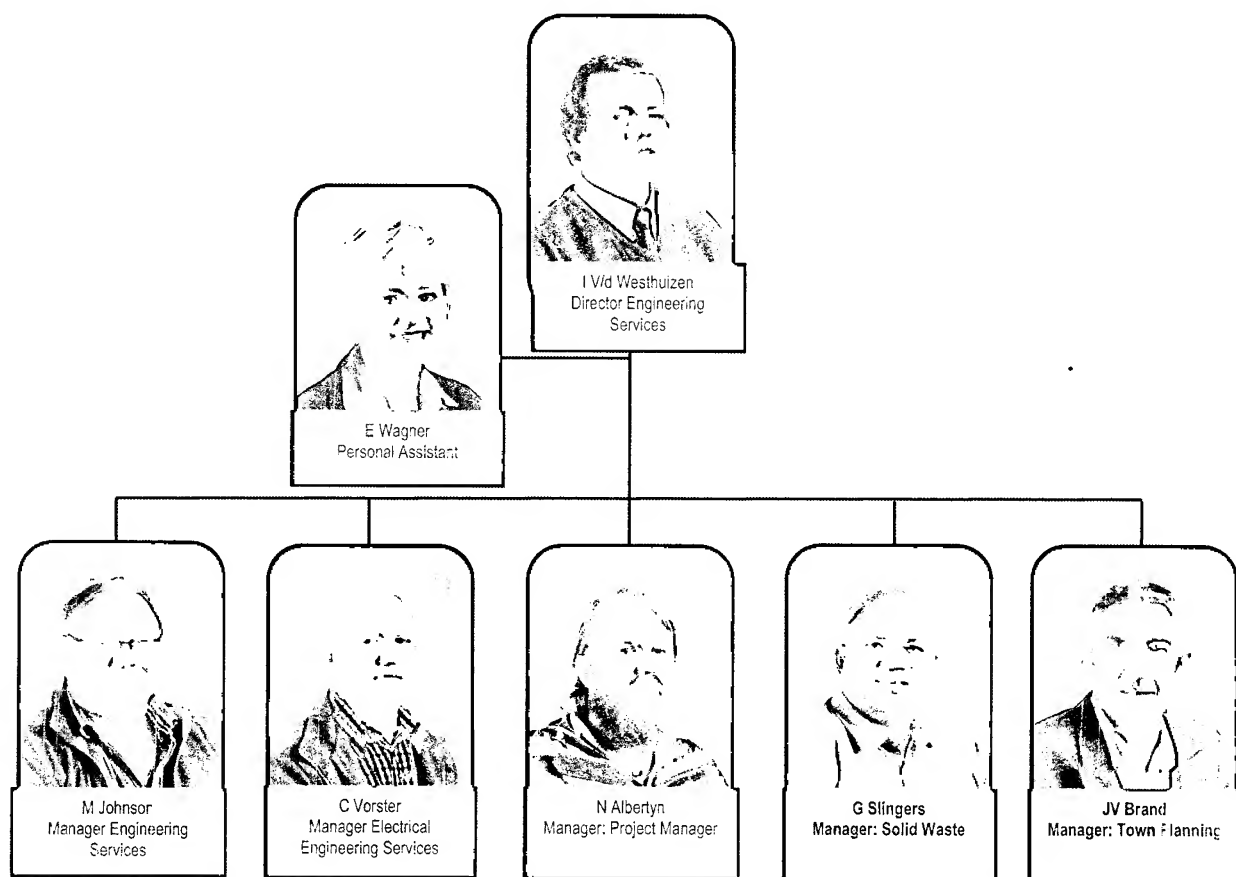 I V/d Westhuizen
Director Engineering
Services
E Wagner
Personal Assistant
M Johnson
Manager Engineering
Services
C Vorster
Manager Electrical
Engineering Services
N Albertyn
Manager: Project Manager
G Slingers
Manager: Solid Waste
JV Brand
Manager: Town Planning